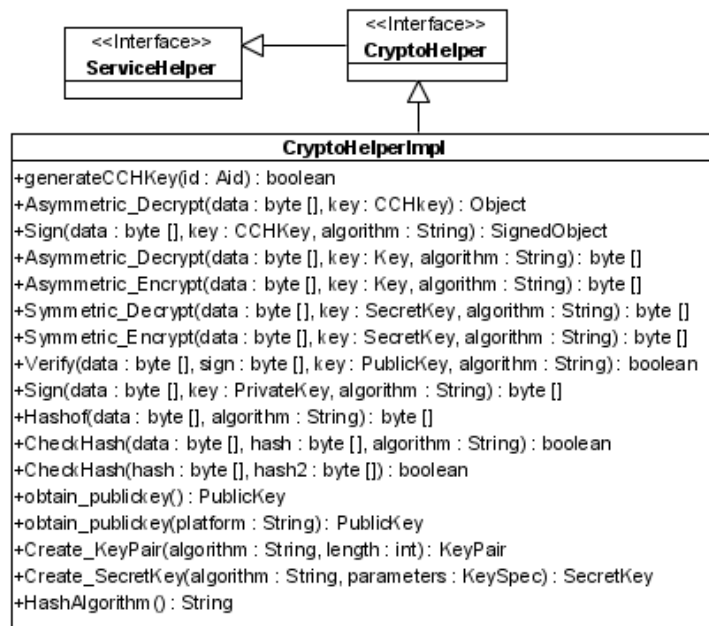 <<Interface>>
ServiceHelper
<<Interface>>
CryptoHelper
CryptoHelperImpl
+generateCCHKey(id : Aid) : boolean
+Asymmetric_Decrypt(data : byte [], key : CCHkey) : Object
+Sign(data : byte [], key : CCHKey, algorithm : String) : SignedObject
+Asymmetric_Decrypt(data : byte [], key : Key, algorithm : String) : byte []
+Asymmetric_Encrypt(data : byte [], key : Key, algorithm : String) : byte []
+Symmetric_Decrypt(data : byte [], key : SecretKey, algorithm : String) : byte []
+Symmetric_Encrypt(data : byte [], key : SecretKey, algorithm : String) : byte []
+Verify(data : byte [], sign : byte [], key : PublicKey, algorithm : String) : boolean
+Sign(data : byte [], key : PrivateKey, algorithm : String) : byte []
+Hashof(data : byte [], algorithm : String) : byte []
+CheckHash(data : byte [], hash : byte [], algorithm : String) : boolean
+CheckHash(hash : byte [], hash2 : byte []) : boolean
+obtain_publickey() : PublicKey
+obtain_publickey(platform : String) : PublicKey
+Create_KeyPair(algorithm : String, length : int) : KeyPair
+Create_SecretKey(algorithm : String, parameters : KeySpec) : SecretKey
+HashAlgorithm() : String